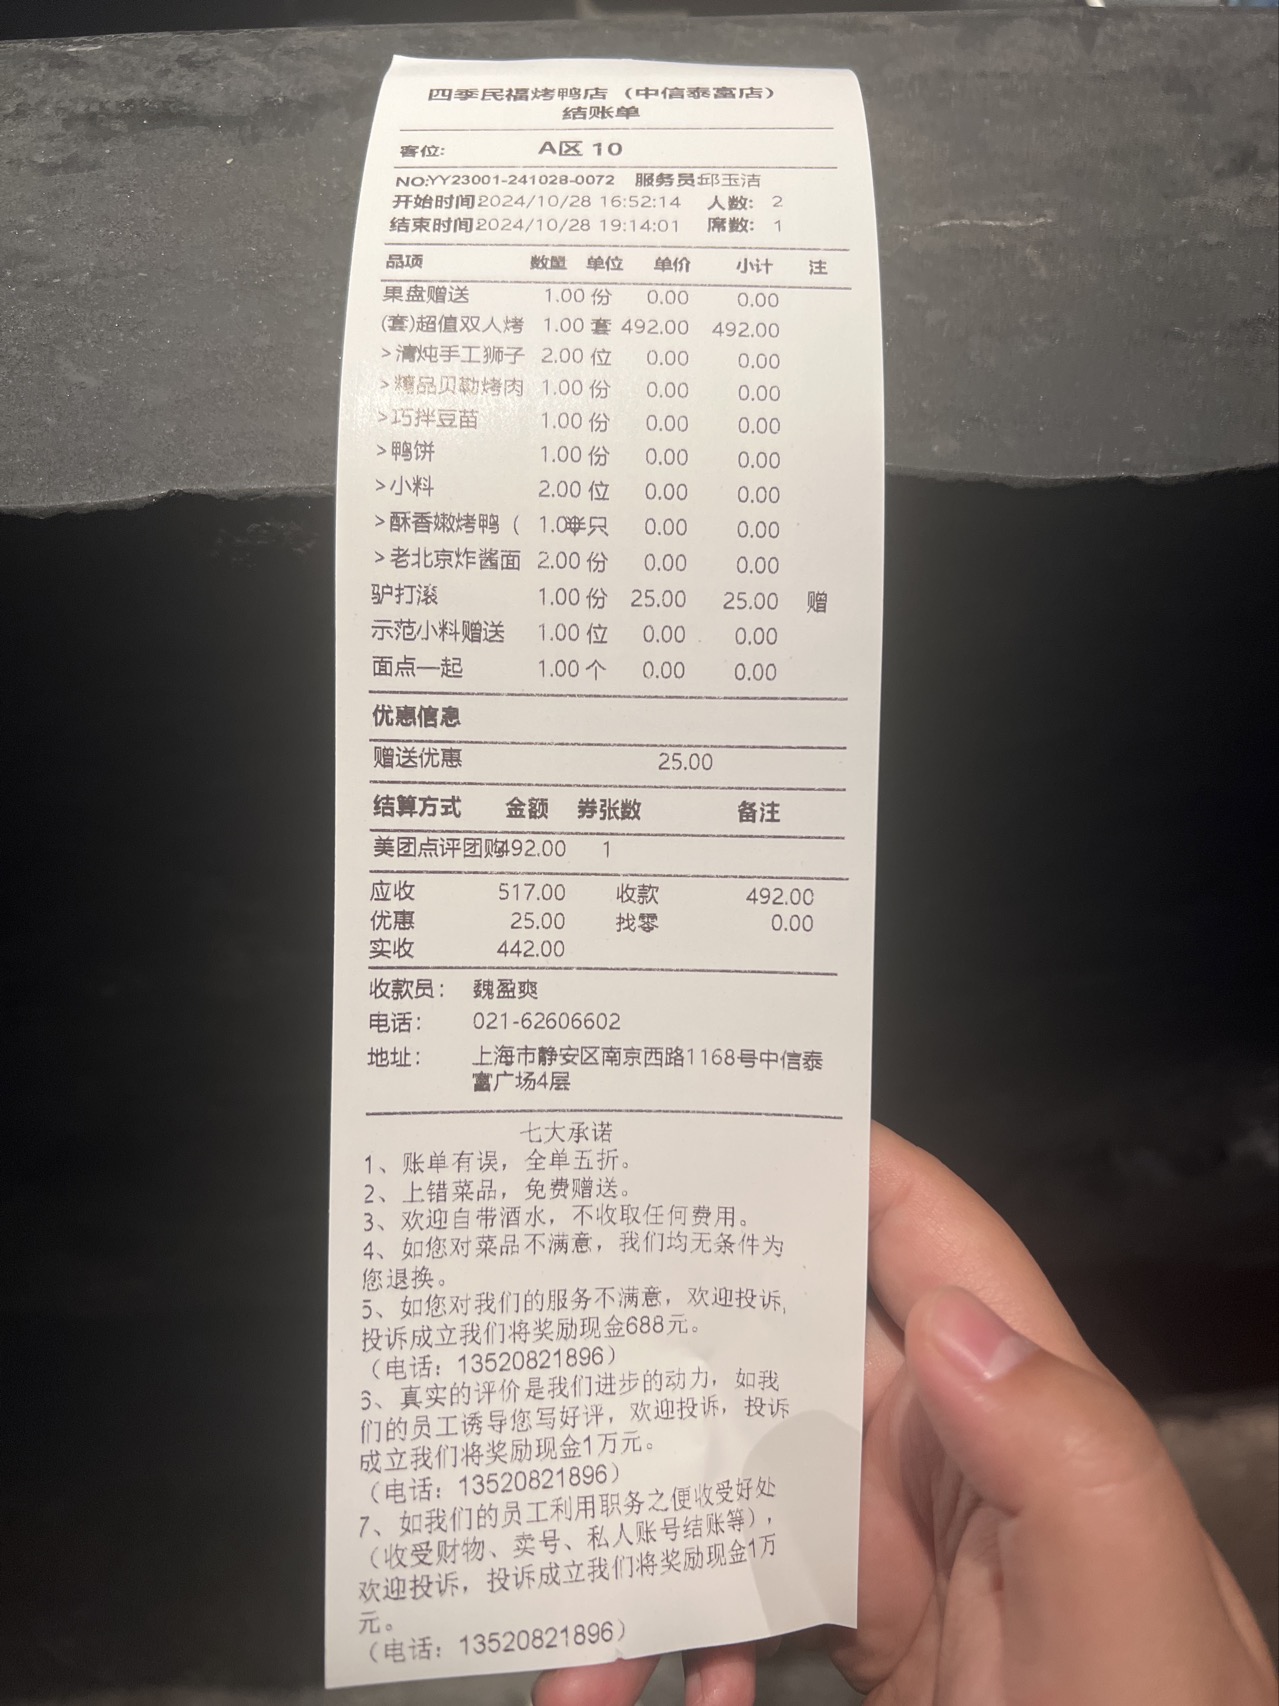 四季民福烤鸭店（中信泰富店）
结账单
客位: A区 10
NO:YY23001-241028-0072 服务员:邱玉洁
开始时间2024/10/28 16:52:14 人数: 2
结束时间2024/10/28 19:14:01 席数: 1
品项 数量 单位 单价 小计 注
果盘赠送 1.00 份 0.00 0.00
(套)超值双人烤 1.00 套 492.00 492.00
>清炖手工狮子 2.00 位 0.00 0.00
>精品贝勒烤肉 1.00 份 0.00 0.00
>巧拌豆苗 1.00 份 0.00 0.00
>鸭饼 1.00 份 0.00 0.00
>小料 2.00 位 0.00 0.00
>酥香嫩烤鸭（ 1.0半只 0.00 0.00
>老北京炸酱面 2.00 份 0.00 0.00
驴打滚 1.00 份 25.00 25.00 赠
示范小料赠送 1.00 位 0.00 0.00
面点一起 1.00 个 0.00 0.00
优惠信息
赠送优惠 25.00
结算方式 金额 券张数 备注
美团点评团购492.00 1
应收 517.00 收款 492.00
优惠 25.00 找零 0.00
实收 442.00
收款员: 魏盈爽
电话: 021-62606602
地址: 上海市静安区南京西路1168号中信泰
富广场4层
七大承诺
1、账单有误，全单五折。
2、上错菜品，免费赠送。
3、欢迎自带酒水，不收取任何费用。
4、如您对菜品不满意，我们均无条件为
您退换。
5、如您对我们的服务不满意，欢迎投诉,
投诉成立我们将奖励现金688元。
（电话：13520821896）
6、真实的评价是我们进步的动力，如我
们的员工诱导您写好评，欢迎投诉，投诉
成立我们将奖励现金1万元。
（电话：13520821896）
7、如我们的员工利用职务之便收受好处
（收受财物、卖号、私人账号结账等），
欢迎投诉，投诉成立我们将奖励现金1万
元。
（电话：13520821896）